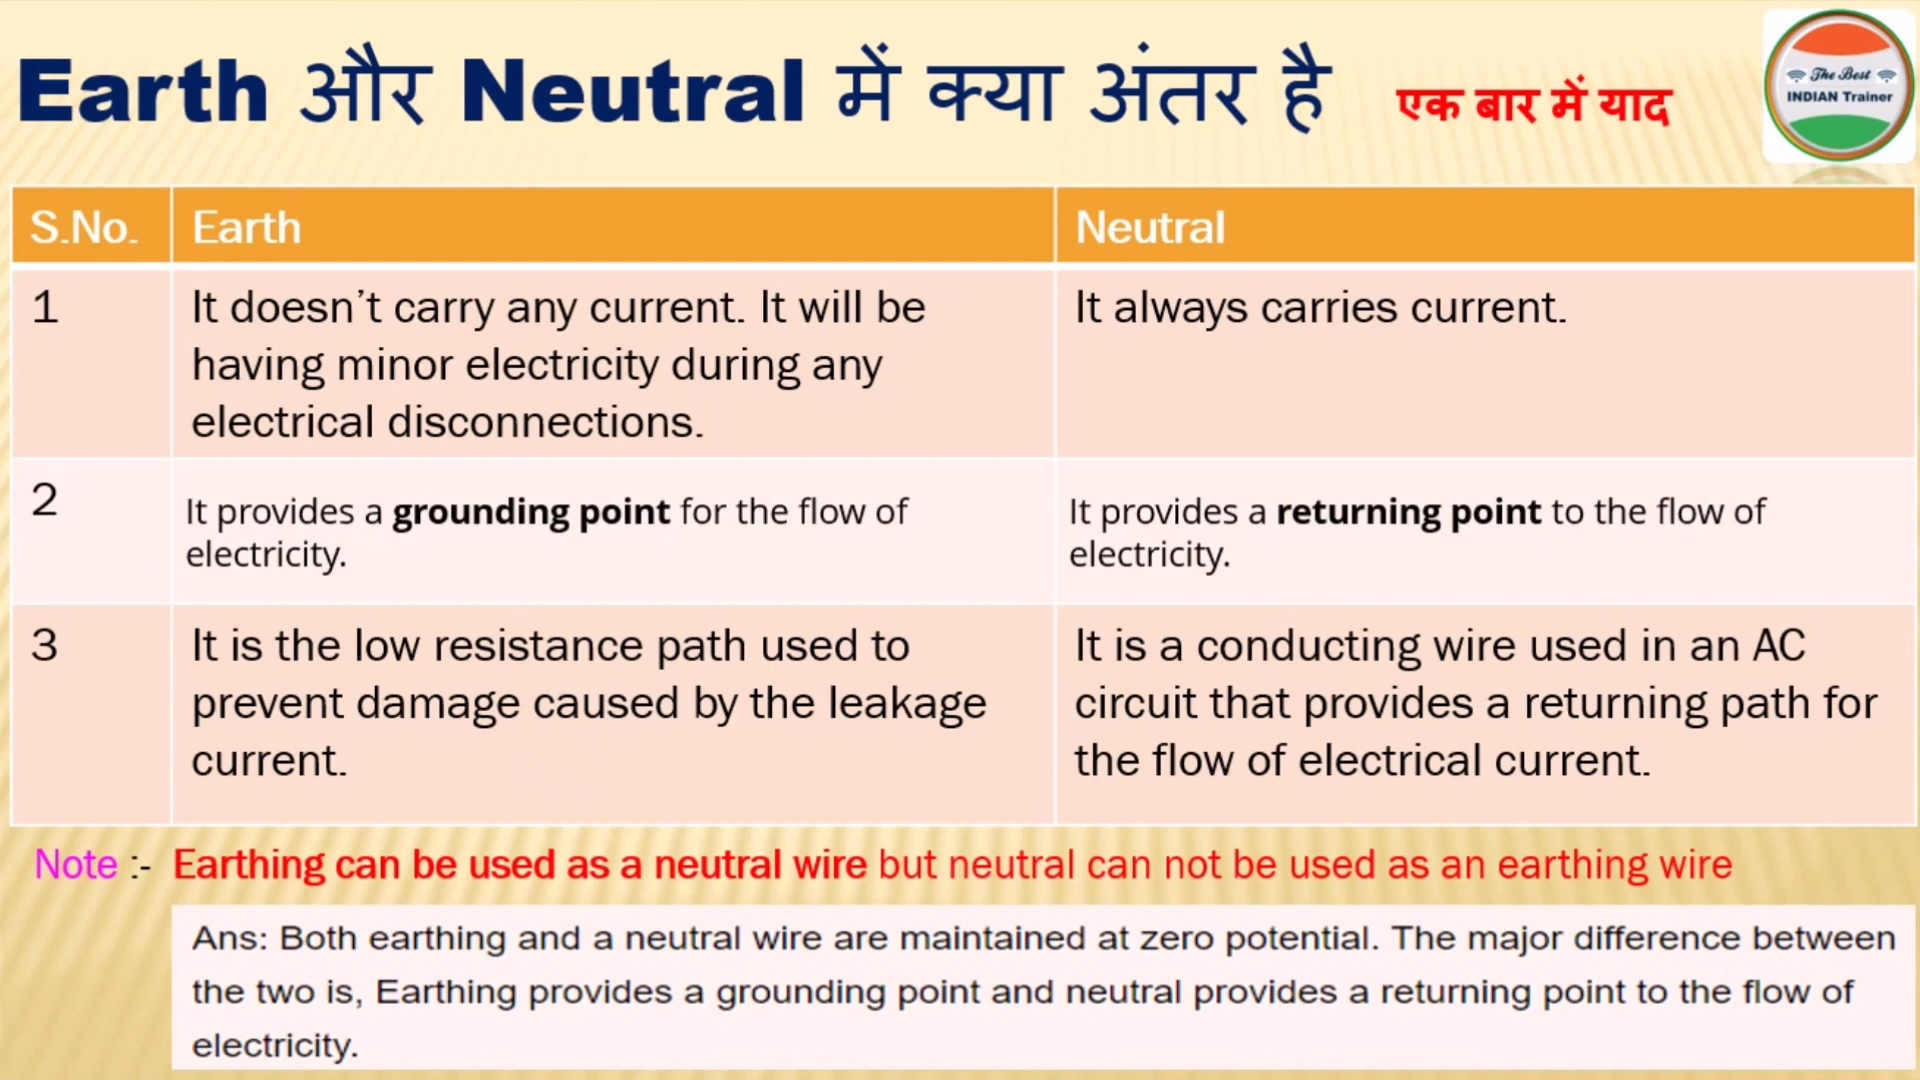 Earth और Neutral में क्या अंतर है एक बार में याद
The Best
INDIAN Trainer
S.No. Earth Neutral
1 It doesn’t carry any current. It will be It always carries current.
having minor electricity during any
electrical disconnections.
2 It provides a grounding point for the flow of It provides a returning point to the flow of
electricity. electricity.
3 It is the low resistance path used to It is a conducting wire used in an AC
prevent damage caused by the leakage circuit that provides a returning path for
current. the flow of electrical current.
Note :- Earthing can be used as a neutral wire but neutral can not be used as an earthing wire
Ans: Both earthing and a neutral wire are maintained at zero potential. The major difference between
the two is, Earthing provides a grounding point and neutral provides a returning point to the flow of
electricity.